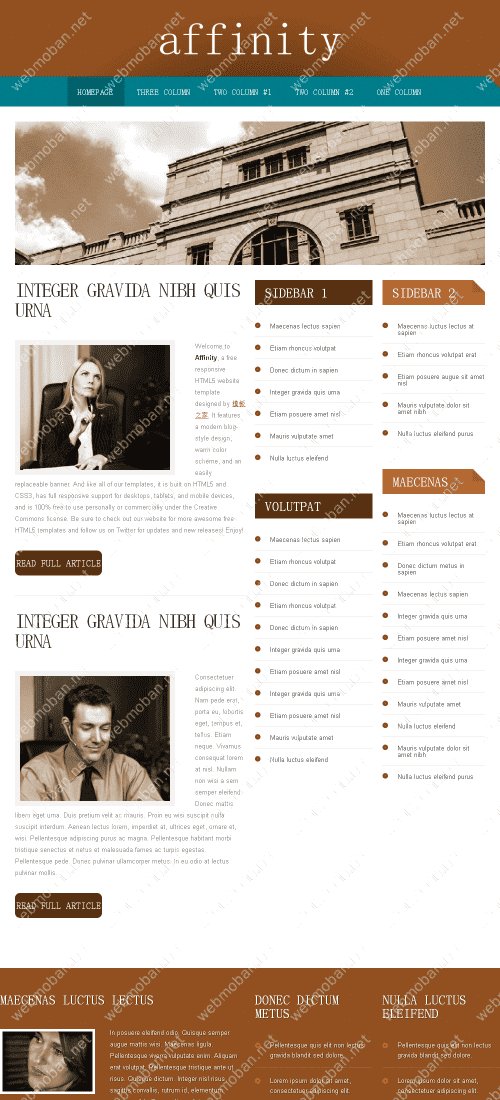 affinity
HOMEPAGE
THREE COLUMN
TWO COLUMN #1
TWO COLUMN #2
ONE COLUMN
INTEGER GRAVIDA NIBH QUIS
URNA
Welcome to
Affinity, a free
responsive
HTML5 website
template
designed by 模板
之家. It features
a modern blog-
style design,
warm color
scheme, and an
easily
replaceable banner. And like all of our templates, it is built on HTML5 and
CSS3, has full responsive support for desktops, tablets, and mobile devices,
and is 100% free to use personally or commercially under the Creative
Commons license. Be sure to check out our website for more awesome free
HTML5 templates and follow us on Twitter for updates and new releases! Enjoy!
READ FULL ARTICLE
INTEGER GRAVIDA NIBH QUIS
URNA
Consectetuer
adipiscing elit.
Nam pede erat,
porta eu, lobortis
eget, tempus et,
tellus. Etiam
neque. Vivamus
consequat lorem
at nisl. Nullam
non wisi a sem
semper eleifend.
Donec mattis
libero eget urna. Duis pretium velit ac mauris. Proin eu wisi suscipit nulla
suscipit interdum. Aenean lectus lorem, imperdiet at, ultrices eget, ornare et,
wisi. Pellentesque adipiscing purus ac magna. Pellentesque habitant morbi
tristique senectus et netus et malesuada fames ac turpis egestas.
Pellentesque pede. Donec pulvinar ullamcorper metus. In eu odio at lectus
pulvinar mollis.
READ FULL ARTICLE
SIDEBAR 1
Maecenas lectus sapien
Etiam rhoncus volutpat
Donec dictum in sapien
Integer gravida quis urna
Etiam posuere amet nisl
Mauris vulputate amet
Nulla luctus eleifend
VOLUTPAT
Maecenas lectus sapien
Etiam rhoncus volutpat
Donec dictum in sapien
Etiam rhoncus volutpat
Donec dictum in sapien
Integer gravida quis urna
Etiam posuere amet nisl
Integer gravida quis urna
Etiam posuere amet nisl
Mauris vulputate amet
Nulla luctus eleifend
SIDEBAR 2
Maecenas luctus lectus at
sapien
Etiam rhoncus volutpat erat
Etiam posuere augue sit amet
nisl
Mauris vulputate dolor sit
amet nibh
Nulla luctus eleifend purus
MAECENAS
Maecenas luctus lectus at
sapien
Etiam rhoncus volutpat erat
Donec dictum metus in
sapien
Maecenas lectus sapien
Integer gravida quis urna
Etiam posuere amet nisl
Integer gravida quis urna
Etiam posuere amet nisl
Mauris vulputate amet
Nulla luctus eleifend
Mauris vulputate dolor sit
amet nibh
Nulla luctus eleifend purus
MAECENAS LUCTUS LECTUS
In posuere eleifend odio. Quisque semper
augue mattis wisi. Maecenas ligula.
Pellentesque viverra vulputate enim. Aliquam
erat volutpat. Pellentesque tristique ante ut
risus. Quisque dictum. Integer nisl risus,
sagittis convallis, rutrum id, elementum
DONEC DICTUM
METUS
Pellentesque quis elit non lectus
gravida blandit sed dolore.
Lorem ipsum dolor sit amet,
consectetuer elit blandit.
NULLA LUCTUS
ELEIFEND
Pellentesque quis elit non lectus
gravida blandit sed dolore.
Lorem ipsum dolor sit amet,
consectetuer elit blandit.
webmoban.net